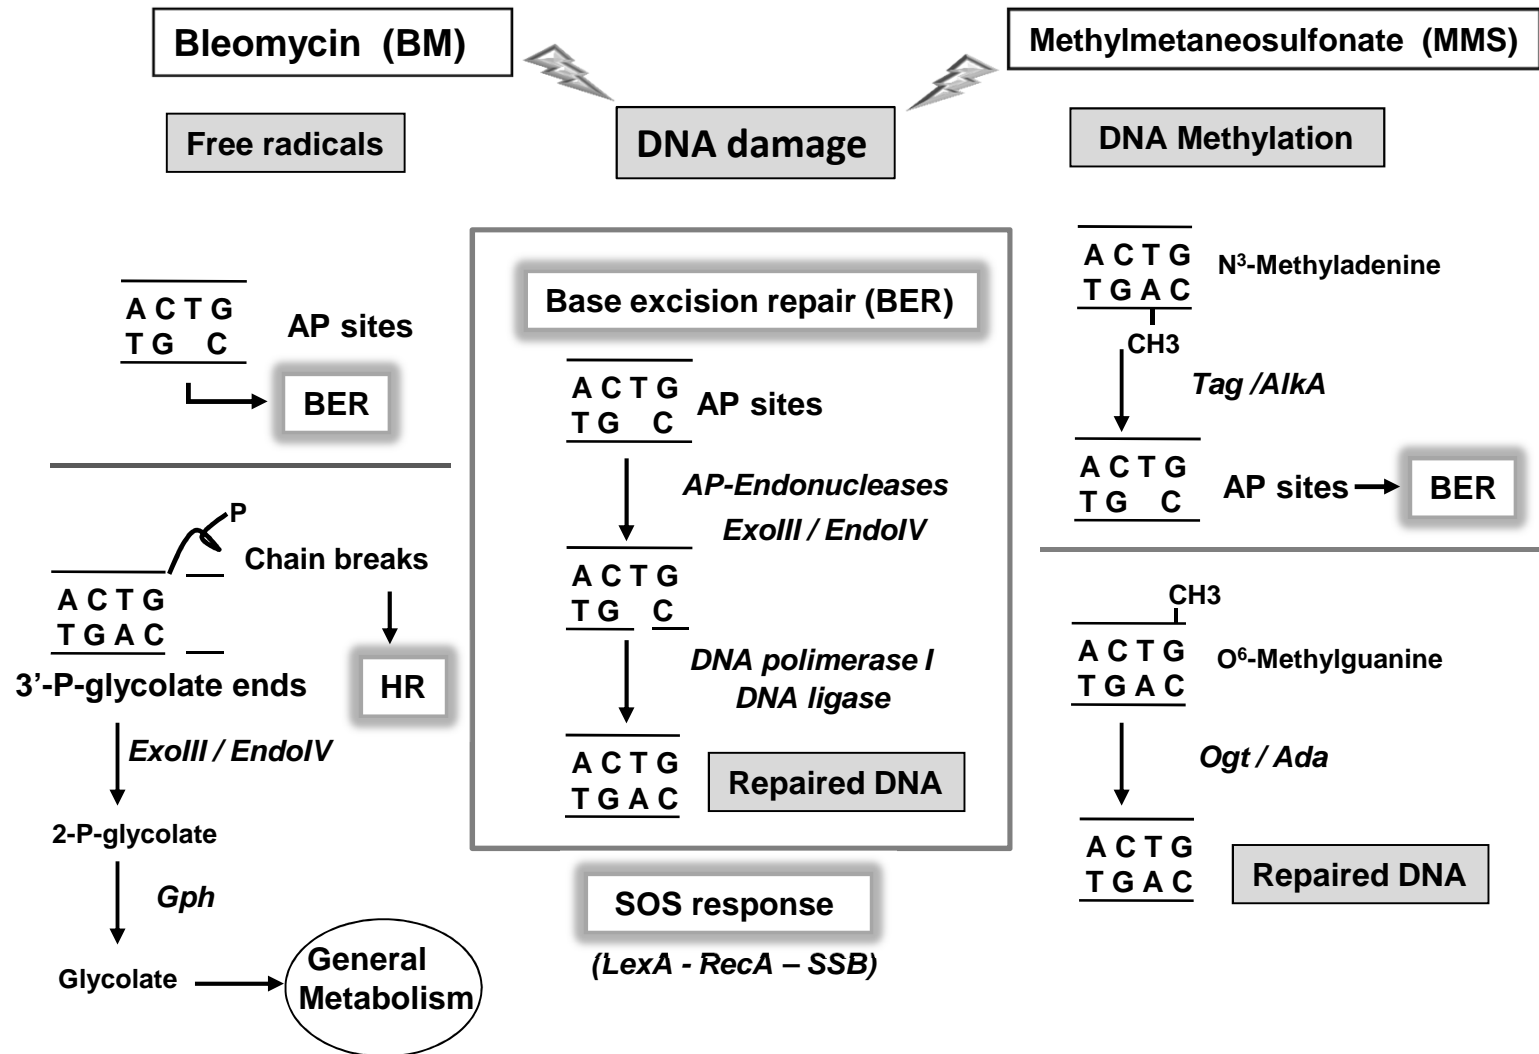 Bleomycin (BM)
Methylmetaneosulfonate (MMS)
Free radicals
DNA damage
DNA Methylation
A C T G
T G C
AP sites
BER
P
Chain breaks
A C T G
T G A C
3'-P-glycolate ends
HR
ExoIII / EndoIV
2-P-glycolate
Gph
Glycolate
General
Metabolism
Base excision repair (BER)
A C T G
T G C
AP sites
AP-Endonucleases
ExoIII / EndoIV
A C T G
T G C
DNA polimerase I
DNA ligase
A C T G
T G A C
Repaired DNA
SOS response
(LexA - RecA – SSB)
A C T G
T G A C
N³-Methyladenine
CH3
Tag /AlkA
A C T G
T G C
AP sites
BER
CH3
A C T G
T G A C
O⁶-Methylguanine
Ogt / Ada
A C T G
T G A C
Repaired DNA